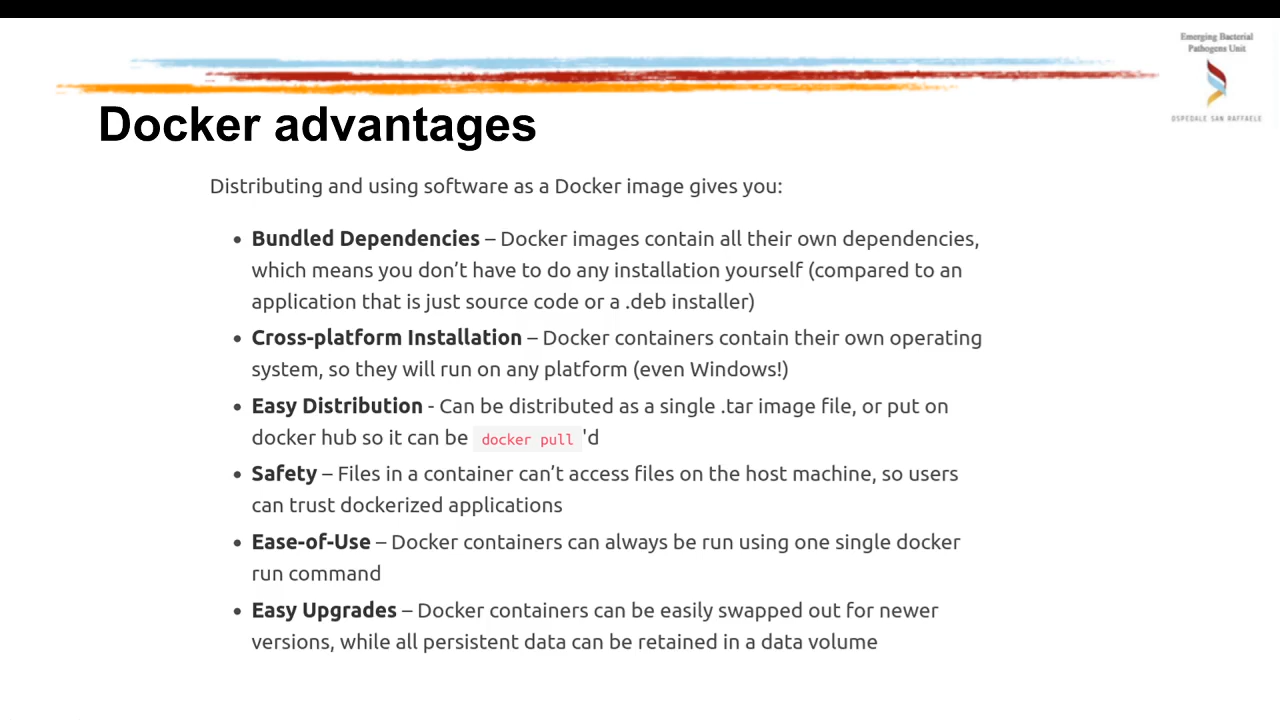 Emerging Bacterial
Pathogens Unit
OSPEDALE SAN RAFFAELE
Docker advantages
Distributing and using software as a Docker image gives you:
• Bundled Dependencies – Docker images contain all their own dependencies,
which means you don’t have to do any installation yourself (compared to an
application that is just source code or a .deb installer)
• Cross-platform Installation – Docker containers contain their own operating
system, so they will run on any platform (even Windows!)
• Easy Distribution - Can be distributed as a single .tar image file, or put on
docker hub so it can be docker pull 'd
• Safety – Files in a container can’t access files on the host machine, so users
can trust dockerized applications
• Ease-of-Use – Docker containers can always be run using one single docker
run command
• Easy Upgrades – Docker containers can be easily swapped out for newer
versions, while all persistent data can be retained in a data volume